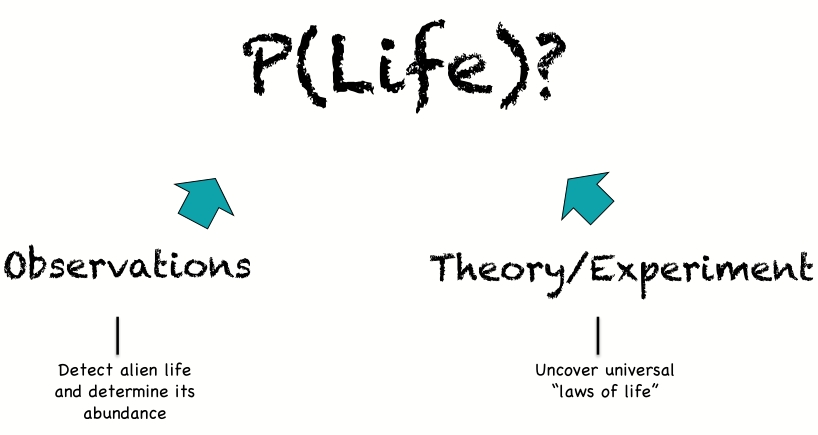 P(Life)?
Observations
Theory/Experiment
Detect alien life
and determine its
abundance
Uncover universal
“laws of life”